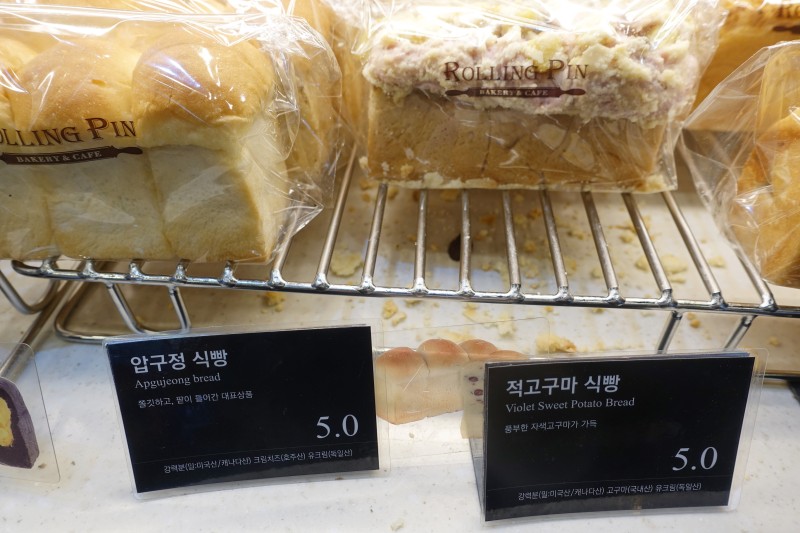 ROLLING PIN
BAKERY & CAFE
ROLLING PIN
BAKERY & CAFE
압구정 식빵
Apgujeong bread
쫄깃하고, 팥이 들어간 대표상품
5.0
강력분(밀:미국산/캐나다산) 크림치즈(호주산) 유크림(독일산)
적고구마 식빵
Violet Sweet Potato Bread
풍부한 자색고구마가 가득
5.0
강력분(밀:미국산/캐나다산) 고구마(국내산) 유크림(독일산)